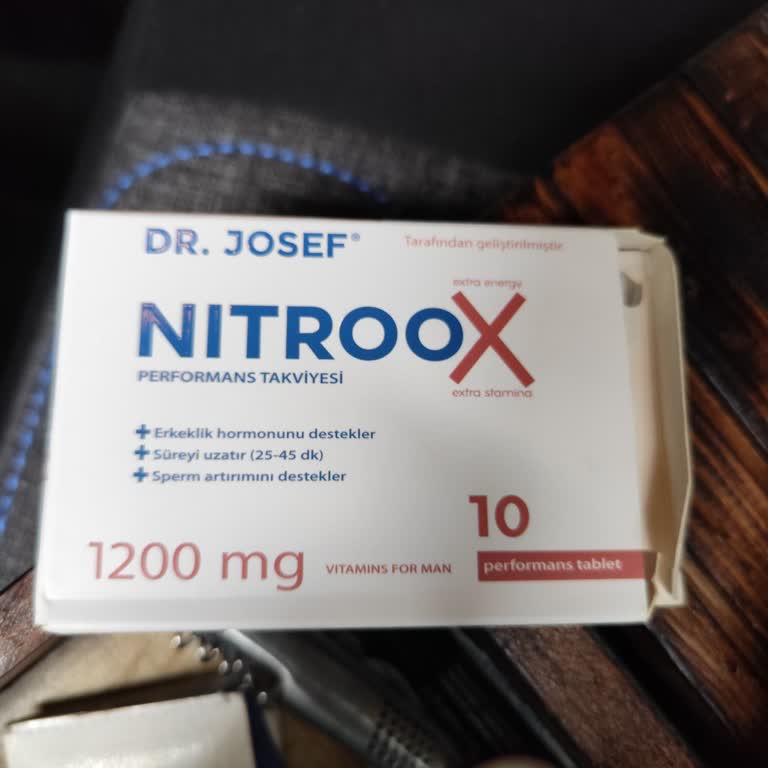 DR. JOSEF®
Tarafından geliştirilmiştir
extra energy
NITROOX
PERFORMANS TAKVİYESİ
extra stamina
+ Erkeklik hormonunu destekler
+ Süreyi uzatır (25-45 dk)
+ Sperm artırımını destekler
10
1200 mg
VITAMINS FOR MAN
performans tablet